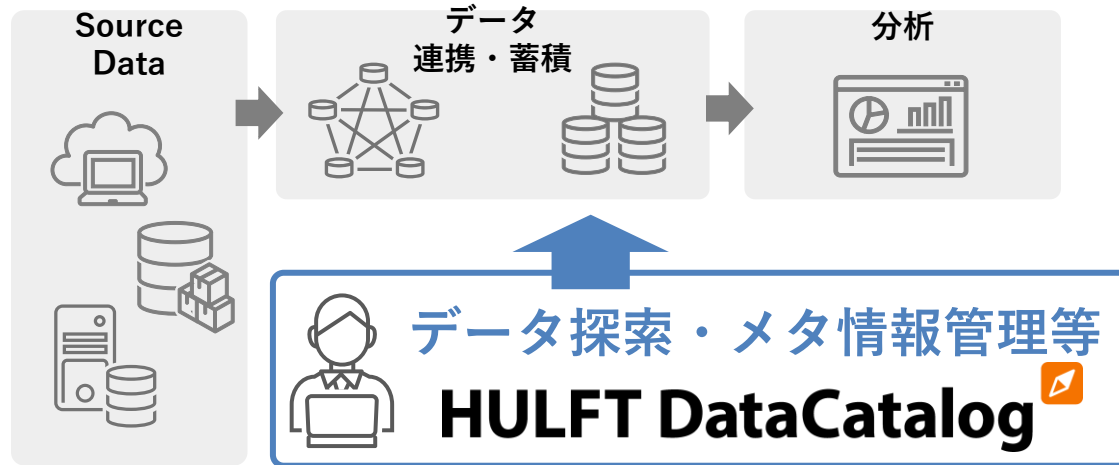 Source
Data
データ
連携・蓄積
分析
データ探索・メタ情報管理等
HULFT DataCatalog